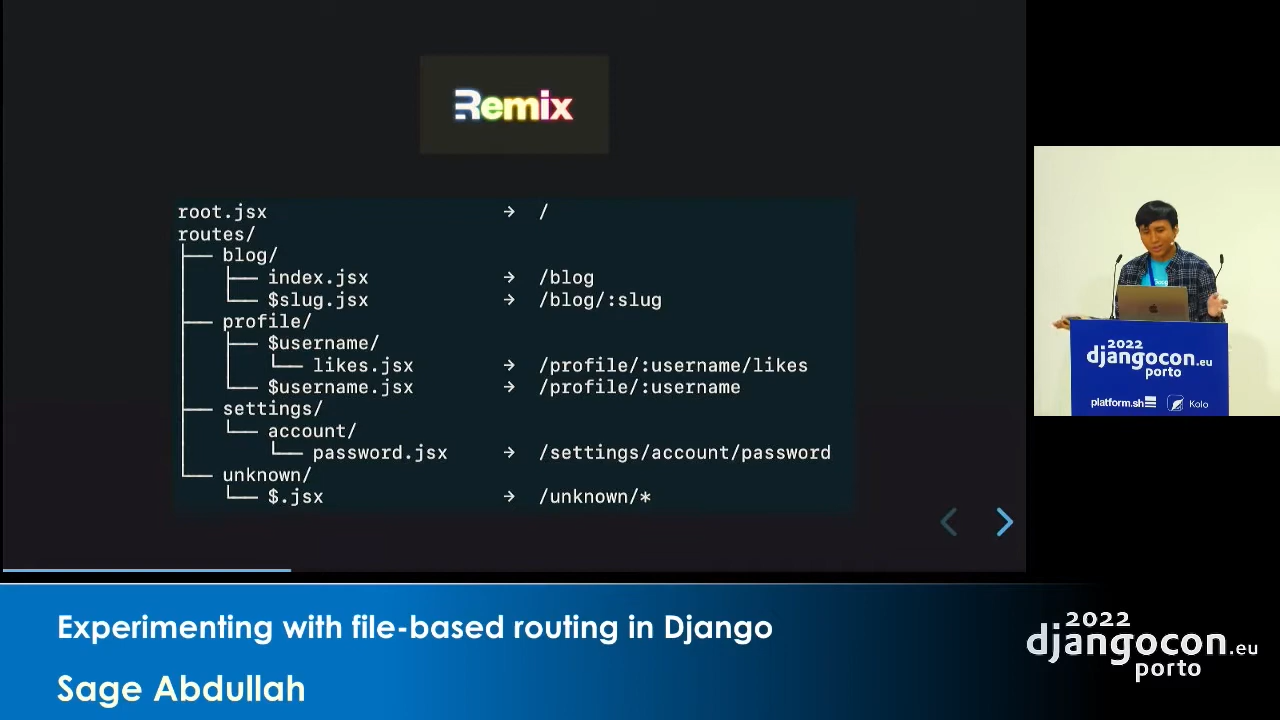 Remix
root.jsx → /
routes/
├── blog/
│   ├── index.jsx → /blog
│   └── $slug.jsx → /blog/:slug
├── profile/
│   ├── $username/
│   │   └── likes.jsx → /profile/:username/likes
│   └── $username.jsx → /profile/:username
├── settings/
│   └── account/
│       └── password.jsx → /settings/account/password
└── unknown/
    └── $.jsx → /unknown/*
2022
djangocon.eu
porto
platform.sh Kolo
Experimenting with file-based routing in Django
Sage Abdullah
2022
djangocon.eu
porto